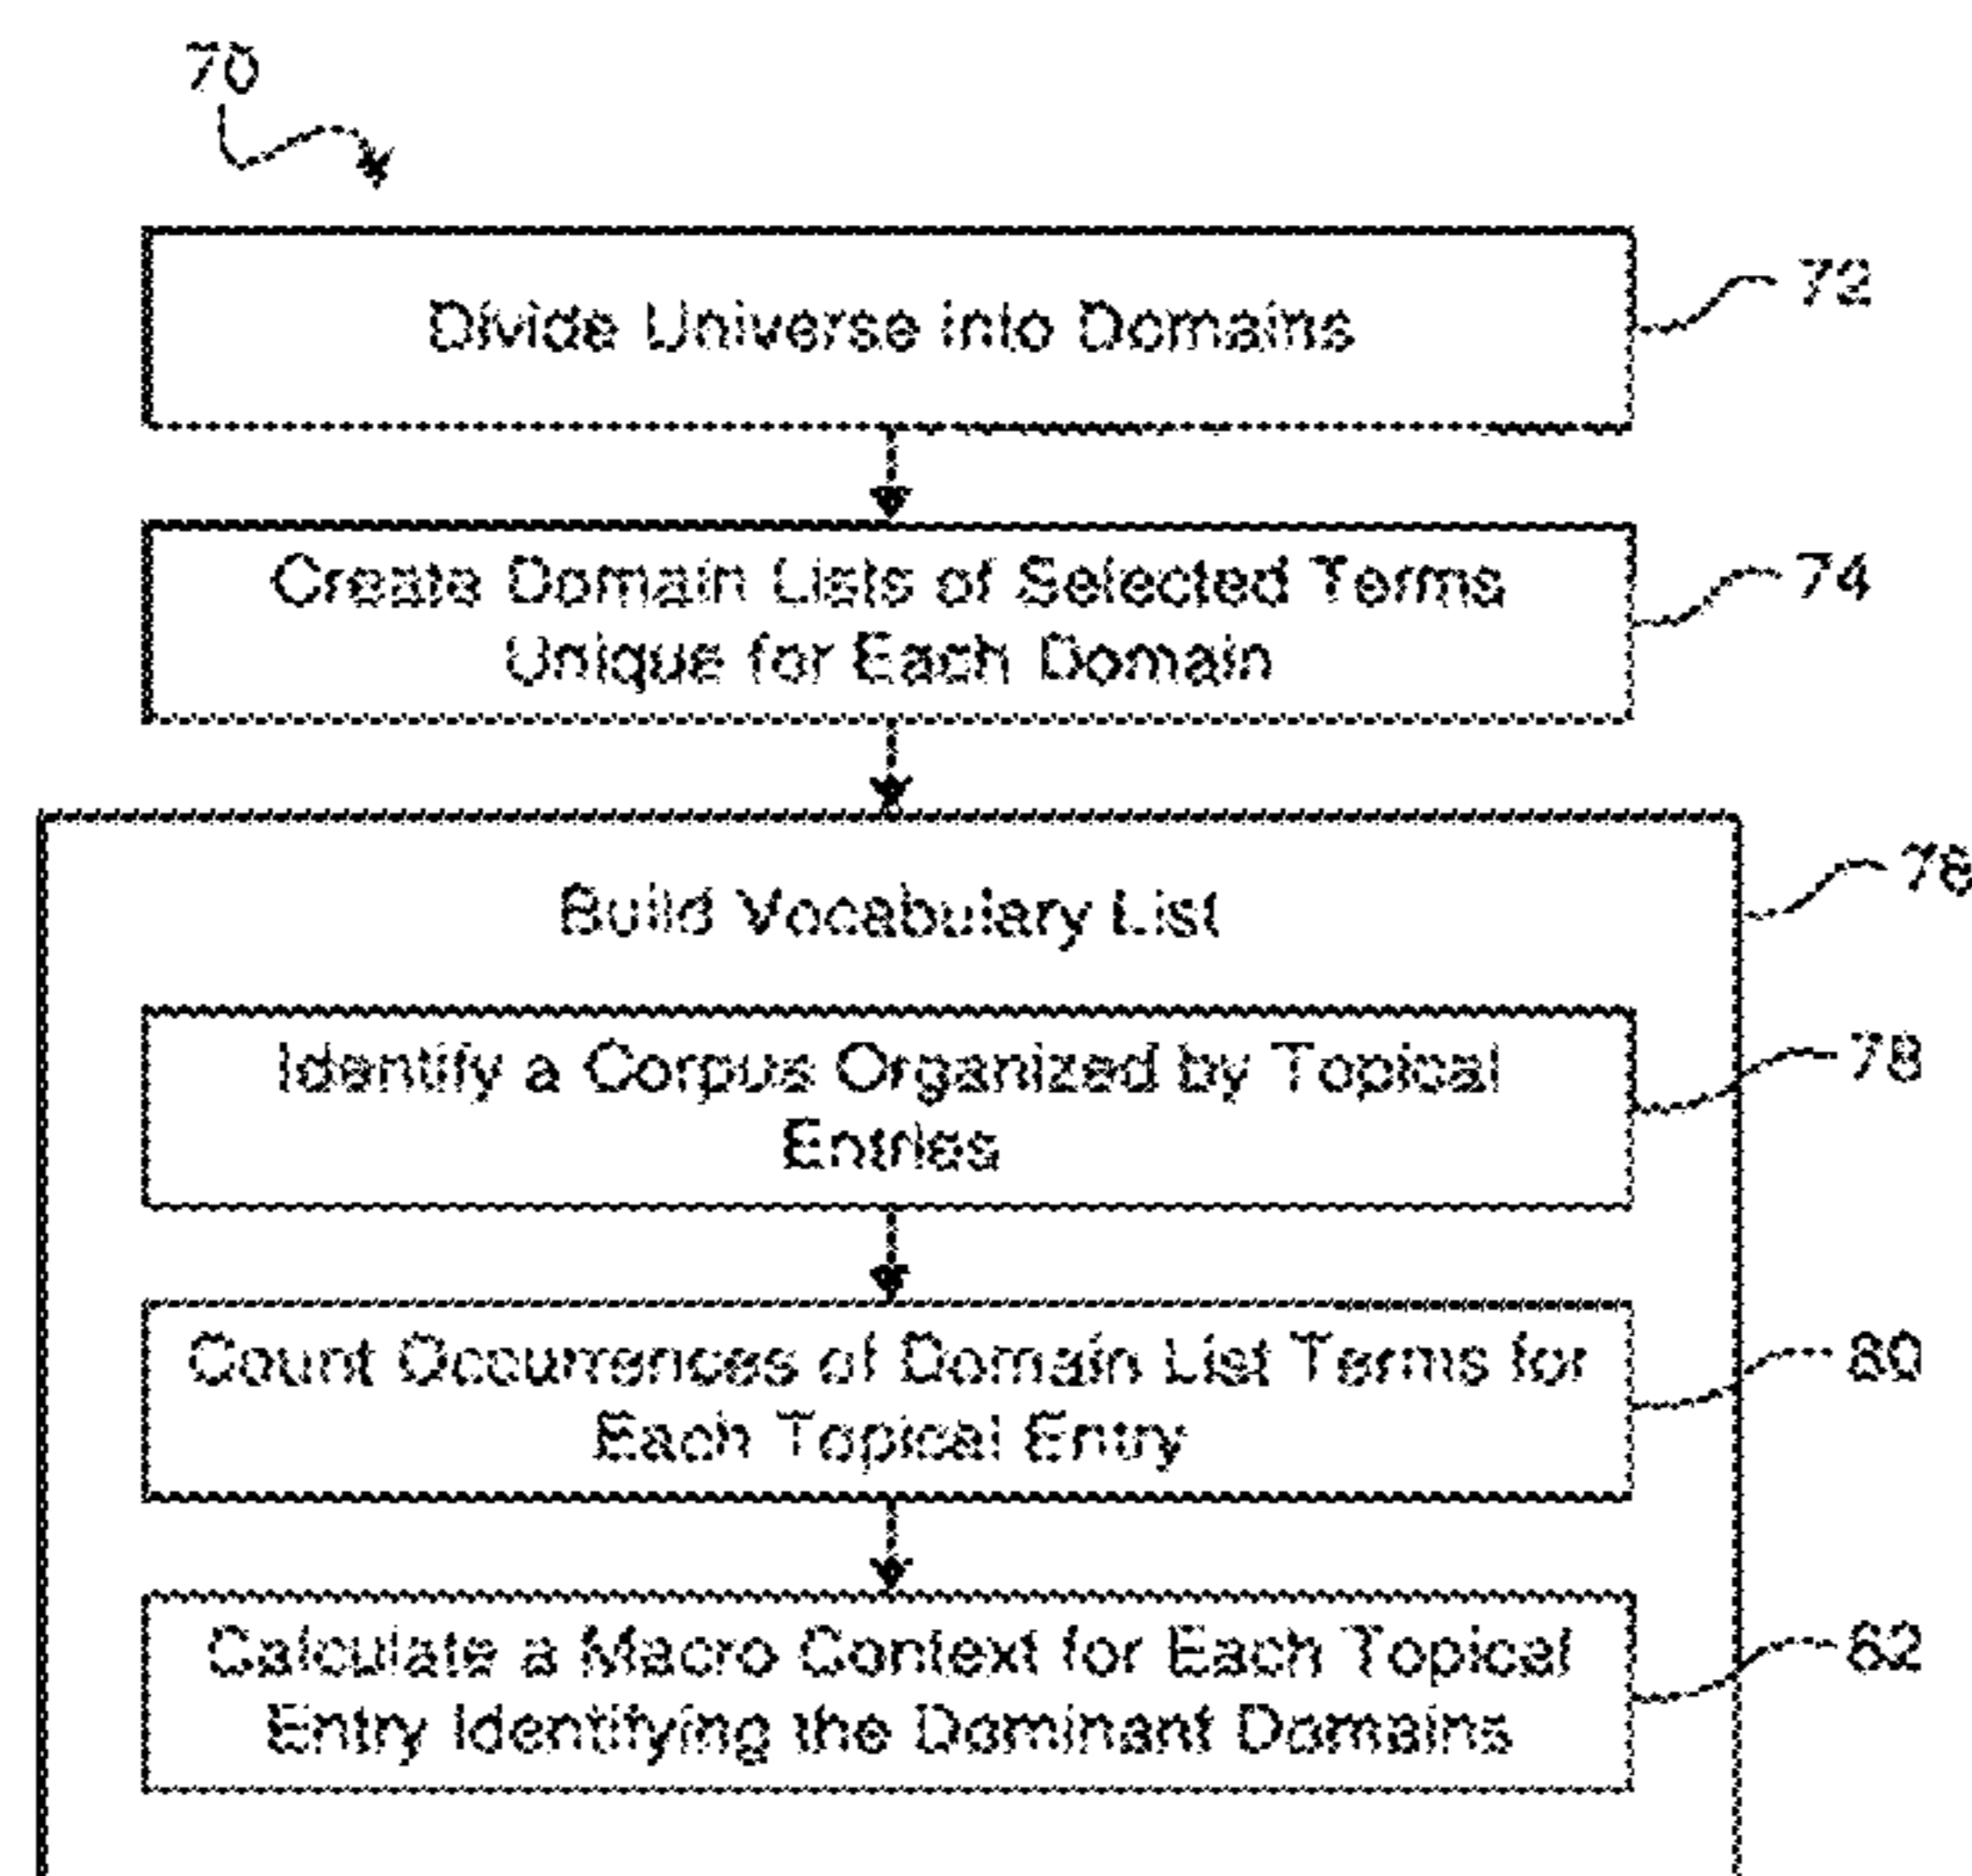 70
Divide Universe into Domains
72
Create Domain Lists of Selected Terms
Unique for Each Domain
74
Build Vocabulary List
76
Identify a Corpus Organized by Topical
Entries
78
Count Occurrences of Domain List Terms for
Each Topical Entry
80
Calculate a Macro Context for Each Topical
Entry Identifying the Dominant Domains
82